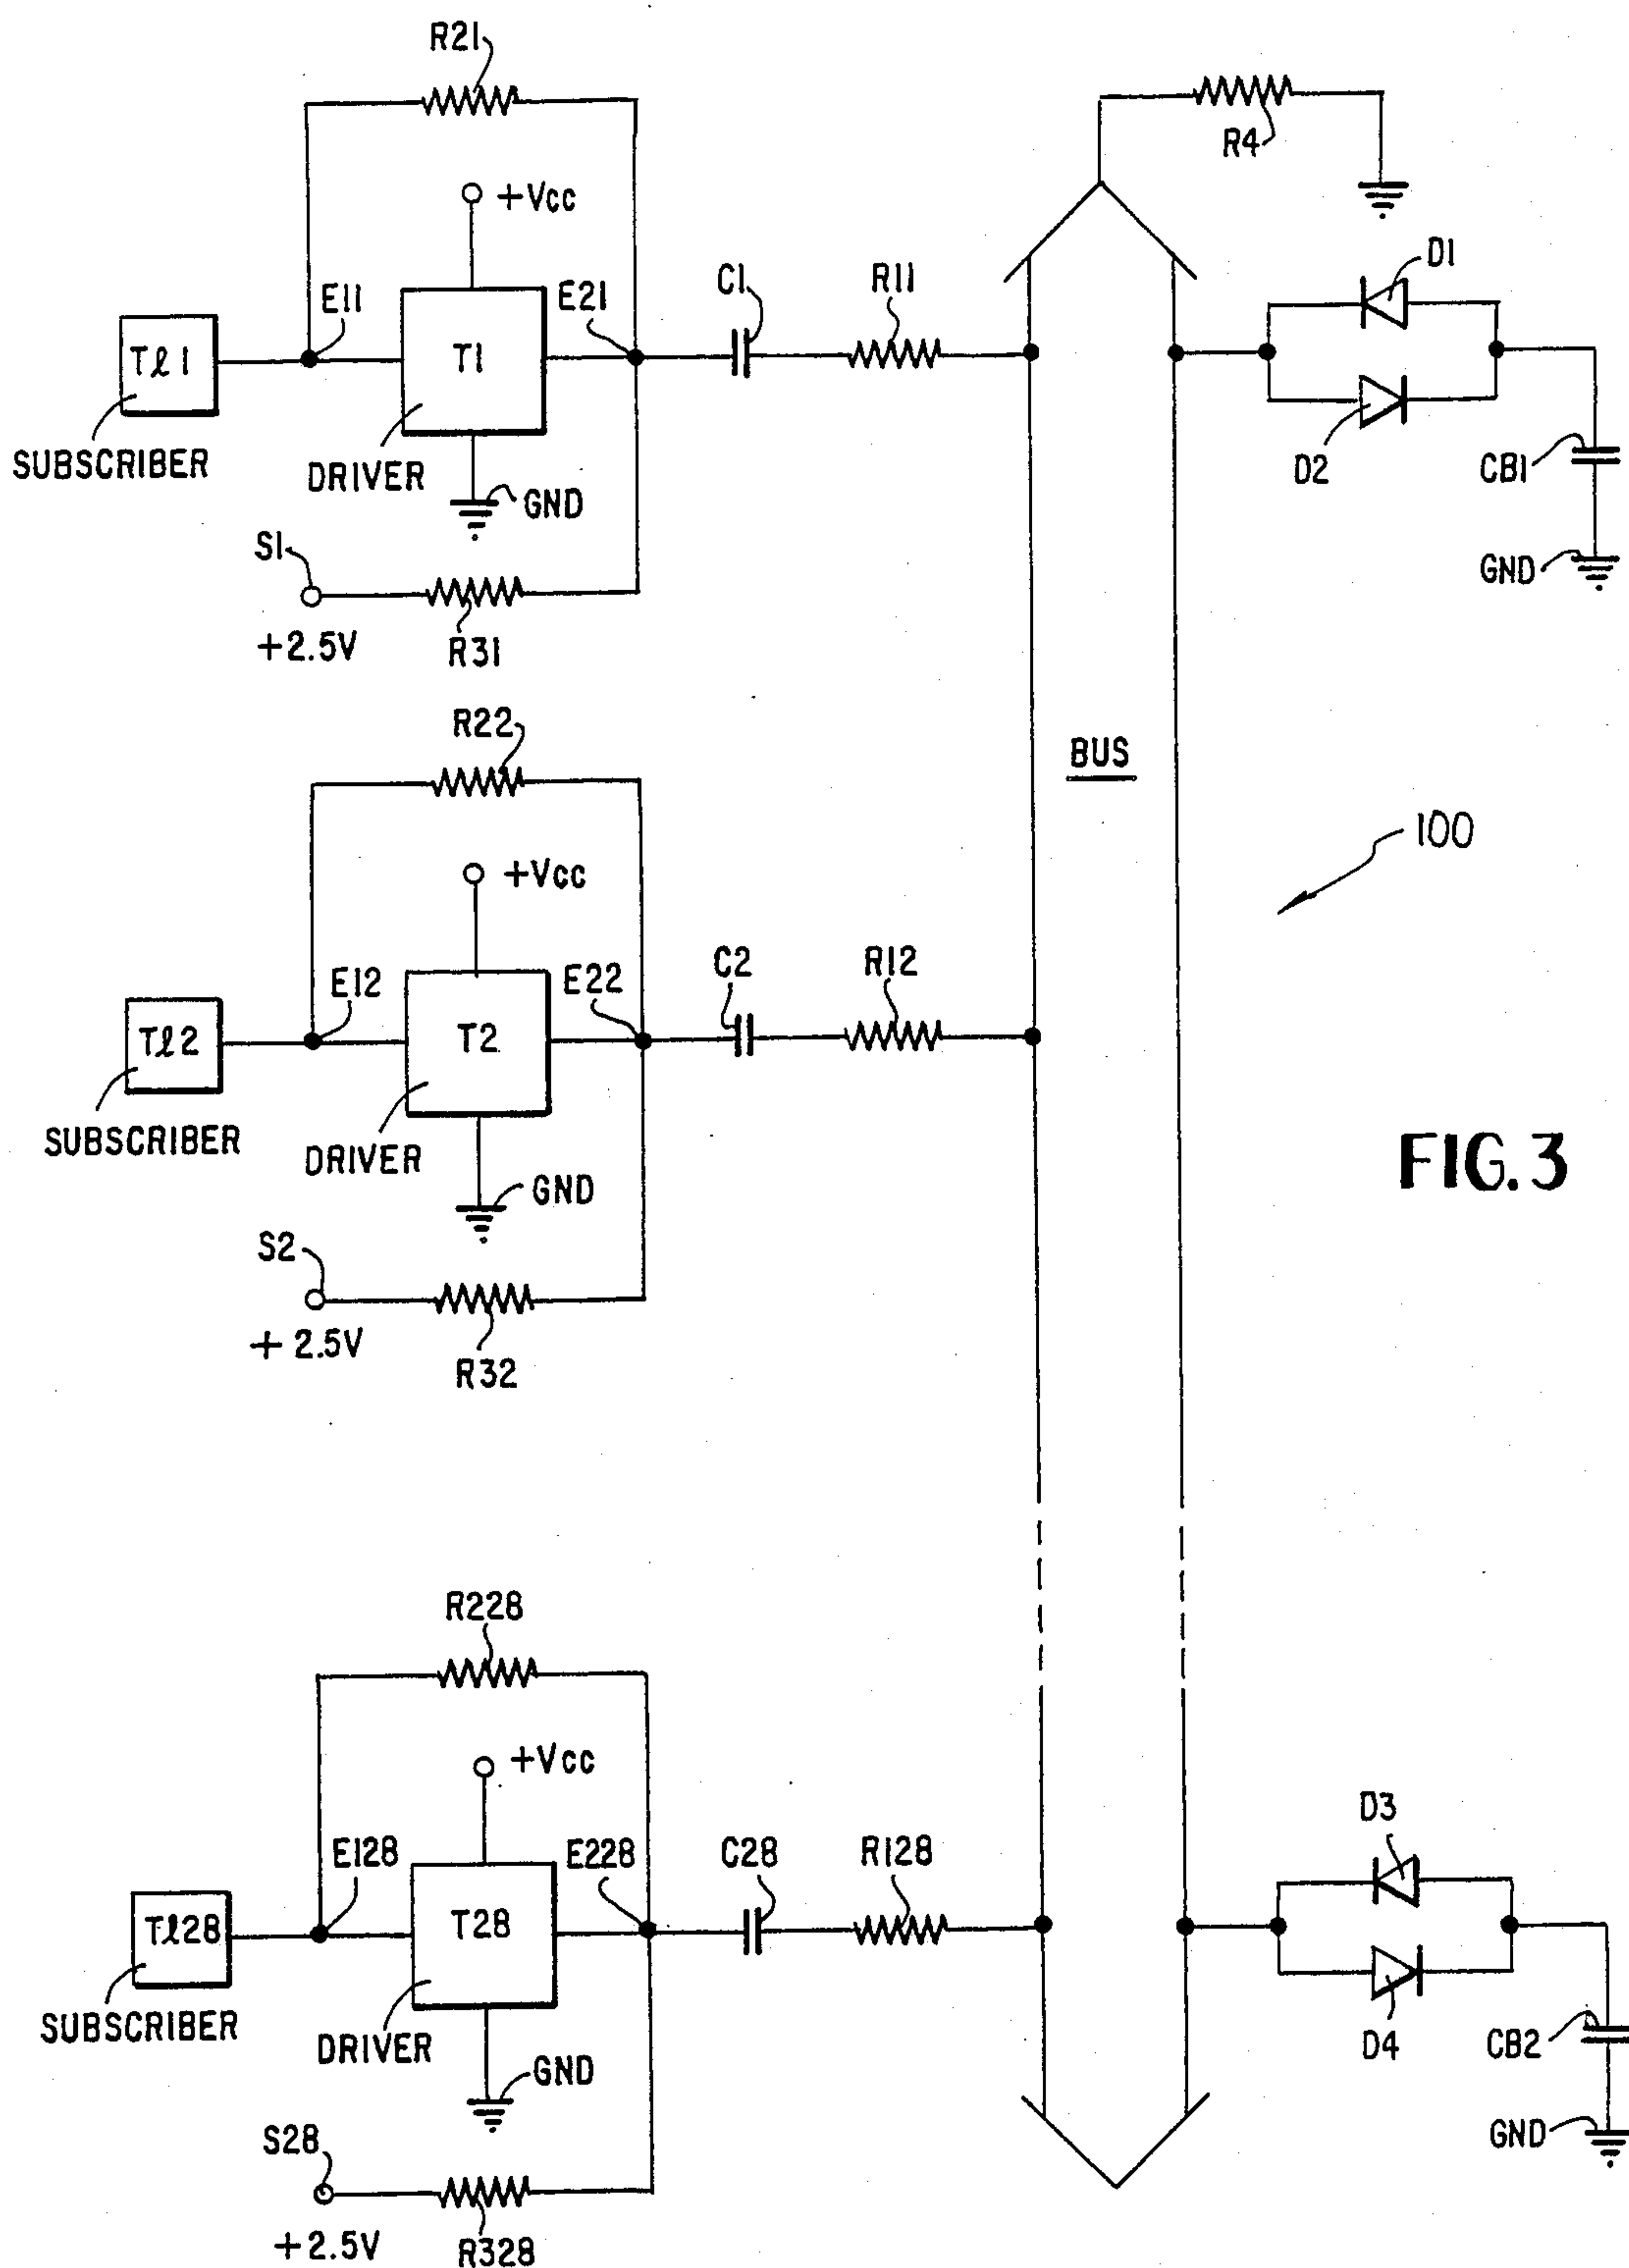 R21
R4
+Vcc
D1
E11
E21
C1
R11
Tℓ1
T1
SUBSCRIBER
DRIVER
GND
D2
CB1
S1
GND
+2.5V
R31
R22
BUS
100
+Vcc
E12
E22
C2
R12
Tℓ2
T2
SUBSCRIBER
DRIVER
GND
FIG. 3
S2
+2.5V
R32
R228
+Vcc
D3
E128
E228
C28
R128
Tℓ28
T28
SUBSCRIBER
DRIVER
GND
D4
CB2
S28
GND
+2.5V
R328